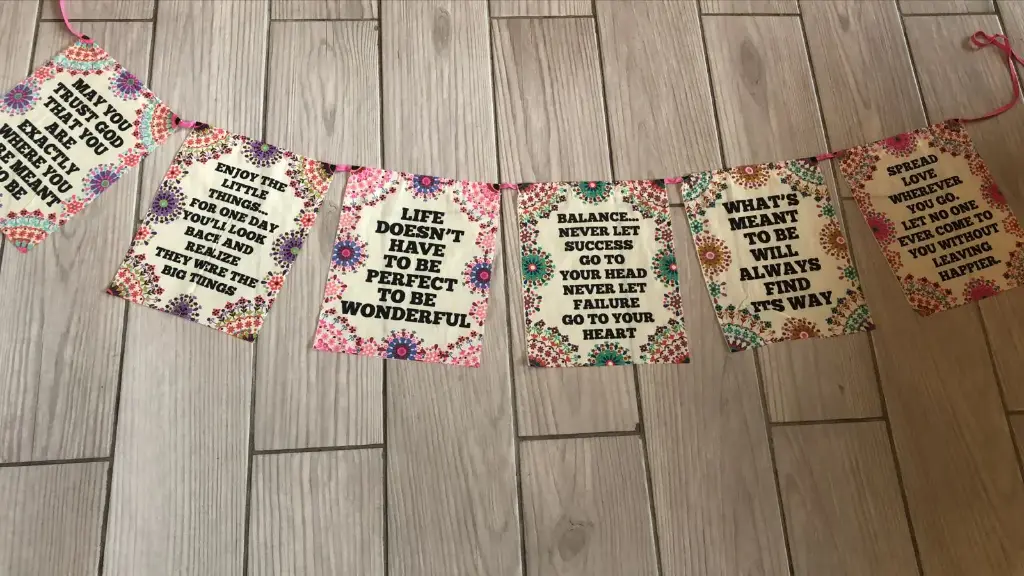 MAY YOU
TRUST GOD
THAT YOU
ARE
EXACTLY
WHERE YOU
ARE MEANT
TO BE
ENJOY THE
LITTLE
THINGS...
FOR ONE DAY
YOU'LL LOOK
BACK AND
REALIZE
THEY WERE THE
BIG THINGS
LIFE
DOESN'T
HAVE
TO BE
PERFECT
TO BE
WONDERFUL
BALANCE...
NEVER LET
SUCCESS
GO TO
YOUR HEAD
NEVER LET
FAILURE
GO TO YOUR
HEART
WHAT'S
MEANT
TO BE
WILL
ALWAYS
FIND
ITS WAY
SPREAD
LOVE
WHEREVER
YOU GO.
LET NO ONE
EVER COME TO
YOU WITHOUT
LEAVING
HAPPIER.